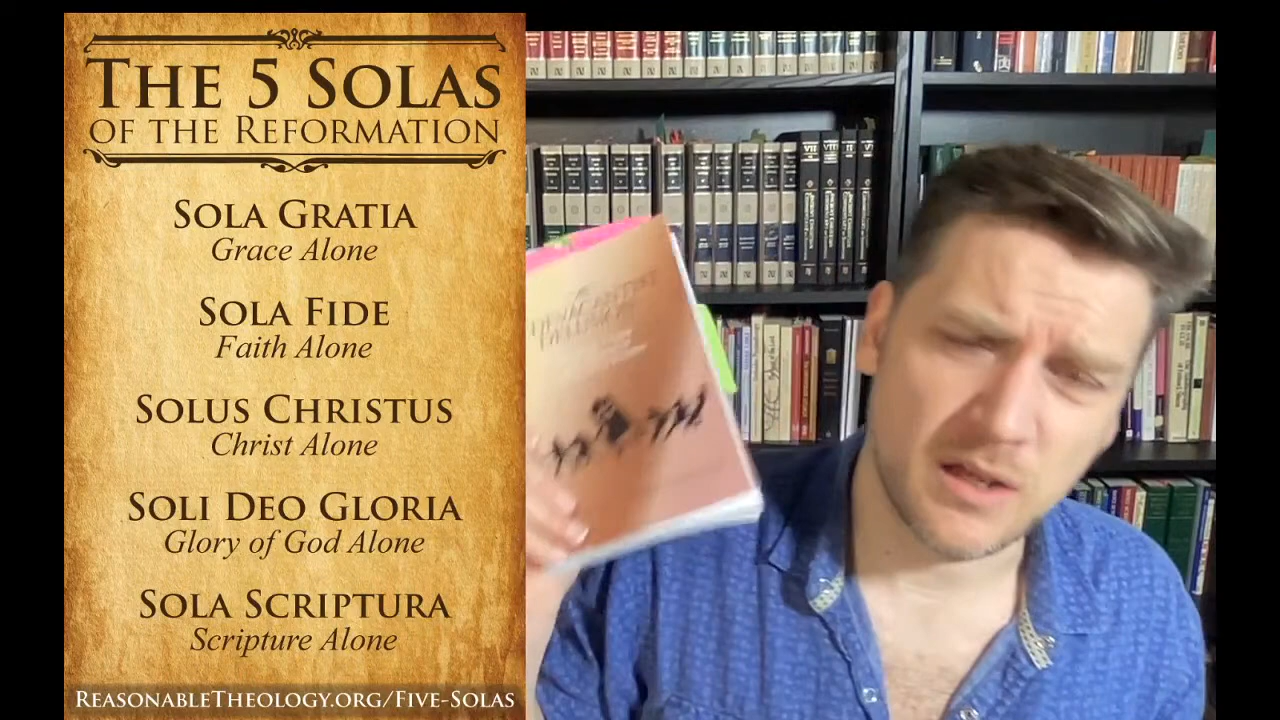 THE 5 SOLAS
OF THE REFORMATION
SOLA GRATIA
Grace Alone
SOLA FIDE
Faith Alone
SOLUS CHRISTUS
Christ Alone
SOLI DEO GLORIA
Glory of God Alone
SOLA SCRIPTURA
Scripture Alone
REASONABLETHEOLOGY.ORG/FIVE-SOLAS